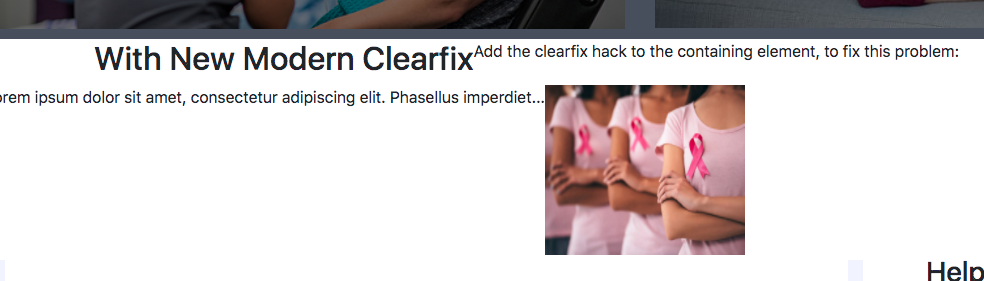 With New Modern Clearfix Add the clearfix hack to the containing element, to fix this problem:
orem ipsum dolor sit amet, consectetur adipiscing elit. Phasellus imperdiet...
Help